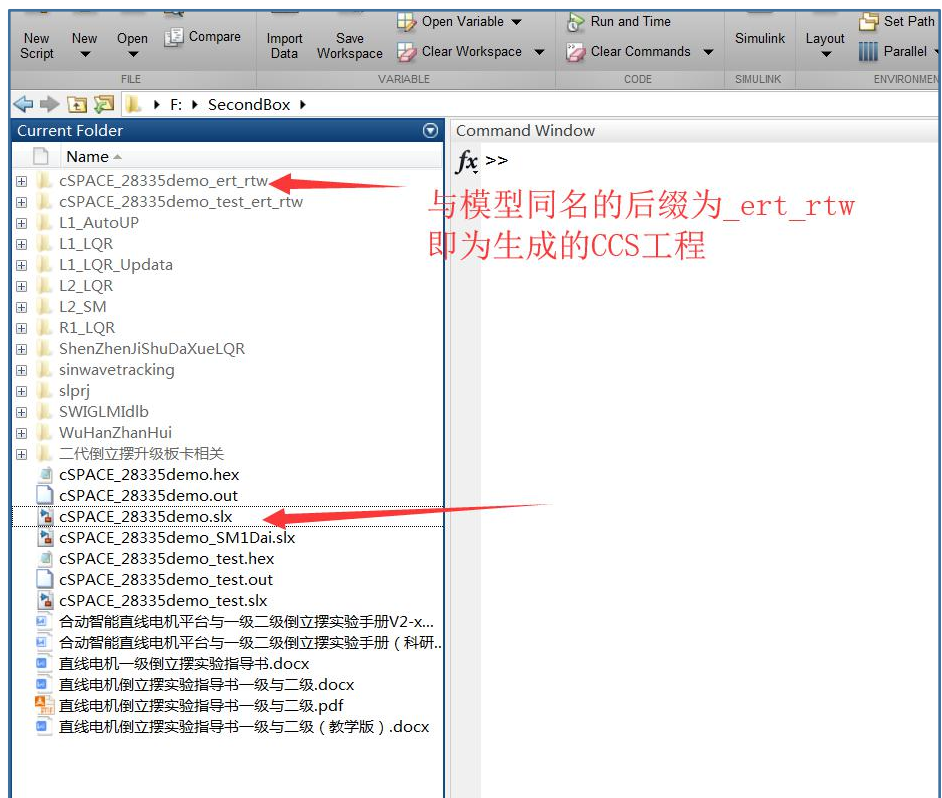 New Script
New
Open
Compare
Import Data
Save Workspace
Open Variable
Clear Workspace
Run and Time
Clear Commands
Simulink
Layout
Set Path
Parallel
FILE
VARIABLE
CODE
SIMULINK
ENVIRONMEN
F:
SecondBox
Current Folder
Name
cSPACE_28335demo_ert_rtw
cSPACE_28335demo_test_ert_rtw
L1_AutoUP
L1_LQR
L1_LQR_Updata
L2_LQR
L2_SM
R1_LQR
ShenZhenJiShuDaXueLQR
sinwavetracking
slprj
SWIGLMIdlb
WuHanZhanHui
二代倒立摆升级板卡相关
cSPACE_28335demo.hex
cSPACE_28335demo.out
cSPACE_28335demo.slx
cSPACE_28335demo_SM1Dai.slx
cSPACE_28335demo_test.hex
cSPACE_28335demo_test.out
cSPACE_28335demo_test.slx
合动智能直线电机平台与一级二级倒立摆实验手册V2-x...
合动智能直线电机平台与一级二级倒立摆实验手册（科研...
直线电机一级倒立摆实验指导书.docx
直线电机倒立摆实验指导书一级与二级.docx
直线电机倒立摆实验指导书一级与二级.pdf
直线电机倒立摆实验指导书一级与二级（教学版）.docx
Command Window
fx >>
与模型同名的后缀为_ert_rtw
即为生成的CCS工程